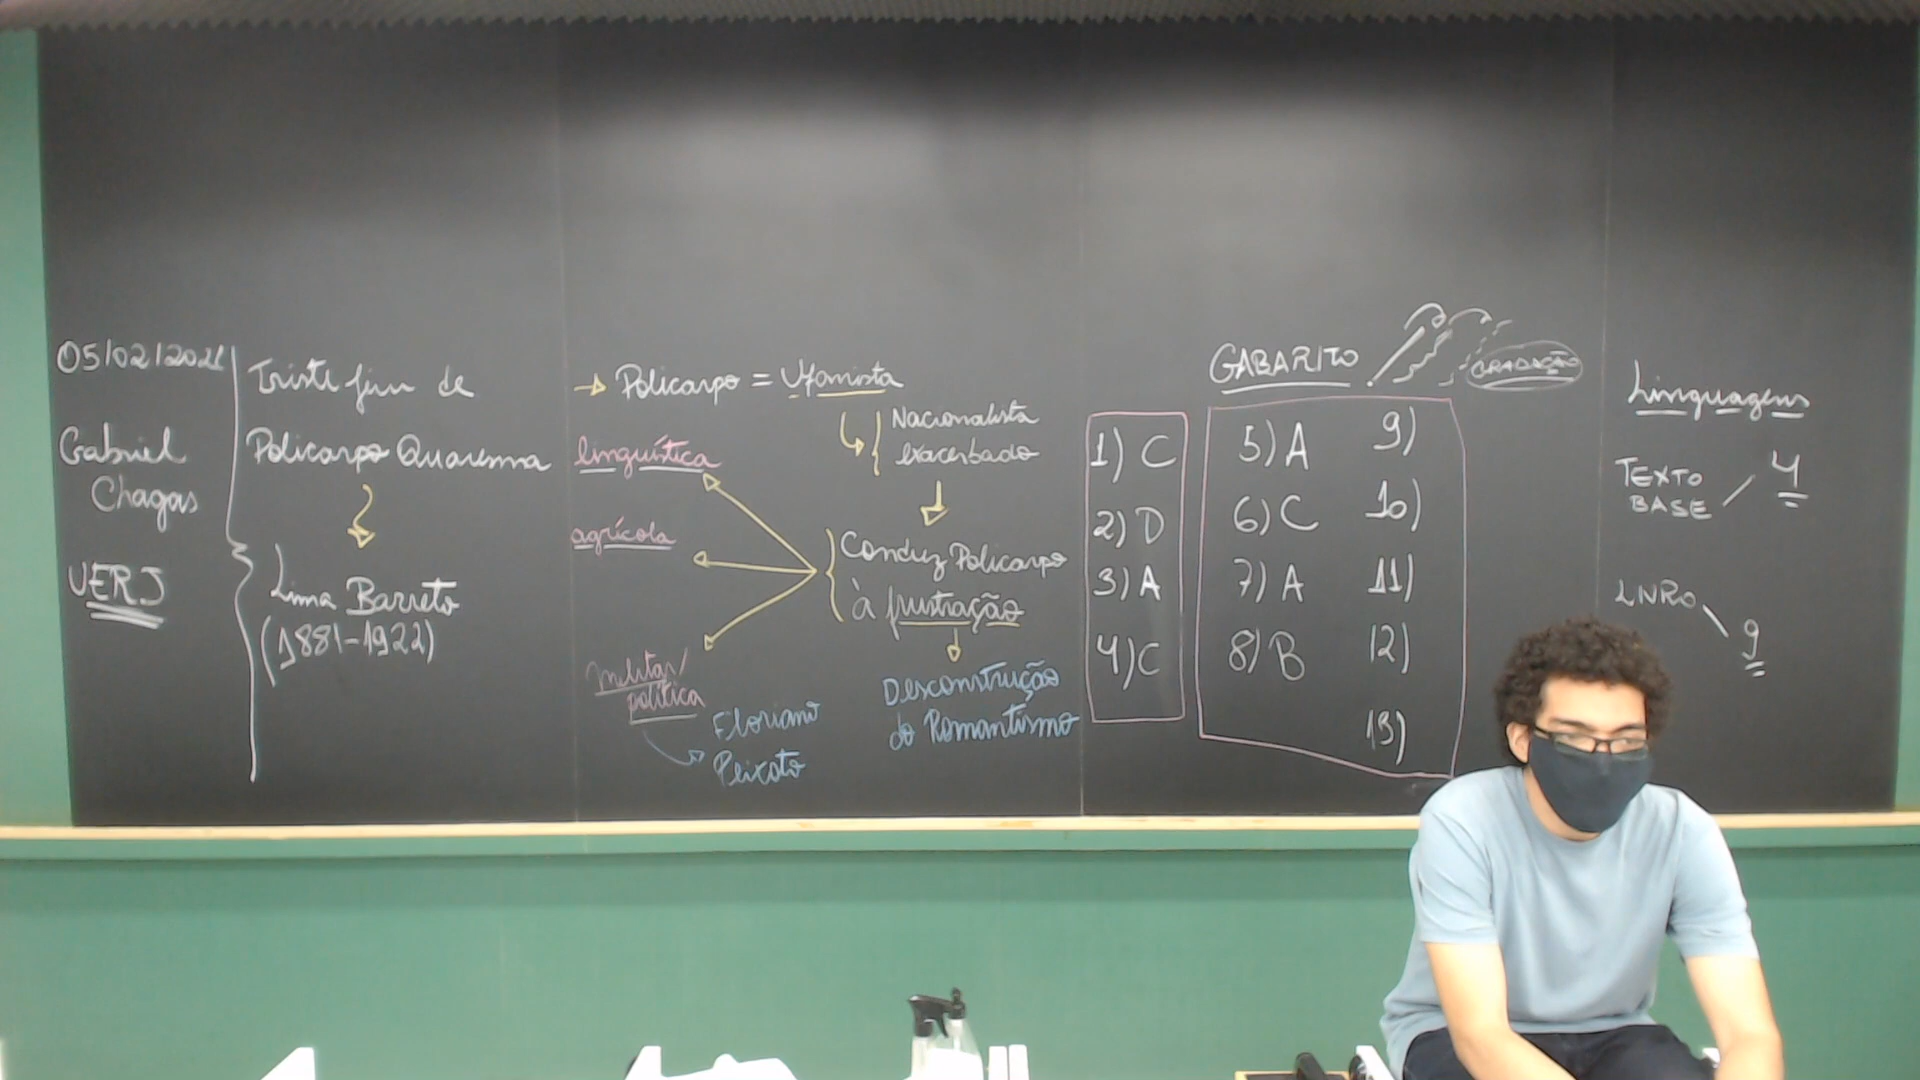 05/02/2021
Gabriel
Chagas
UERJ
Triste fim de
Policarpo Quaresma
Lima Barreto
(1881-1922)
Policarpo = Ufanista
Nacionalista
exacerbado
Conduz Policarpo
à frustração
linguística
agrícola
militar/
política
Floriano
Peixoto
Desconstrução
do Romantismo
GABARITO
GRADAÇÃO
1) C
2) D
3) A
4) C
5) A
6) C
7) A
8) B
9)
10)
11)
12)
13)
Linguagens
TEXTO
BASE
4
LIVRO
9